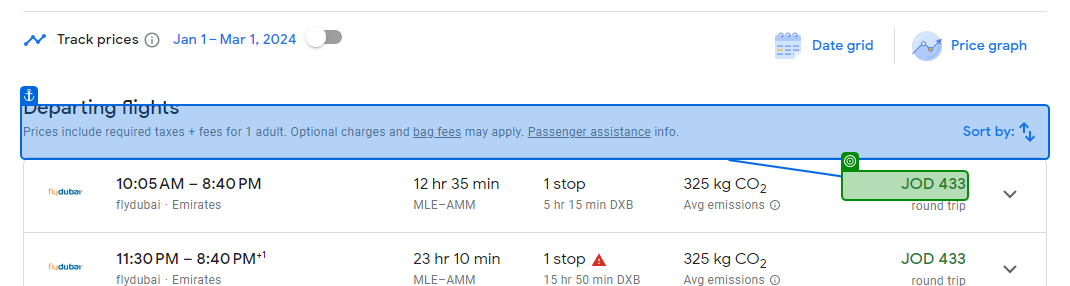 Track prices Jan 1 – Mar 1, 2024 Date grid Price graph
Departing flights
Prices include required taxes + fees for 1 adult. Optional charges and bag fees may apply. Passenger assistance info. Sort by:
flydubai 10:05 AM – 8:40 PM 12 hr 35 min 1 stop 325 kg CO2 JOD 433
flydubai · Emirates MLE–AMM 5 hr 15 min DXB Avg emissions round trip
flydubai 11:30 PM – 8:40 PM+1 23 hr 10 min 1 stop 325 kg CO2 JOD 433
flydubai · Emirates MLE–AMM 15 hr 50 min DXB Avg emissions round trip